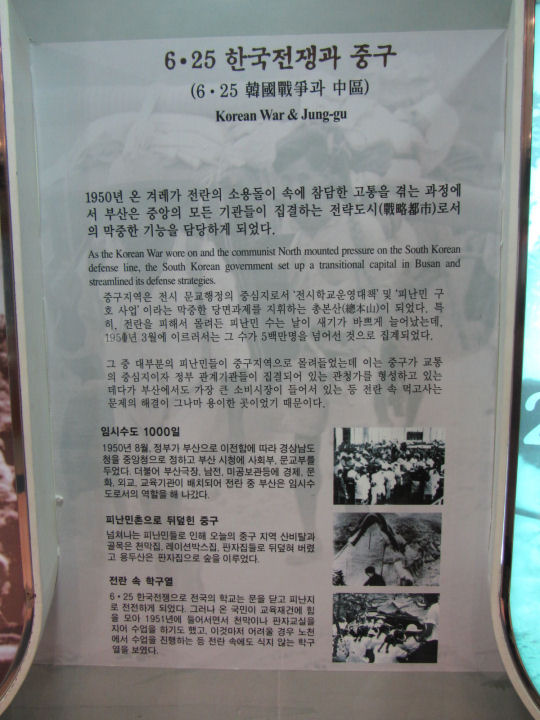 6·25 한국전쟁과 중구
(6·25 韓國戰爭과 中區)
Korean War & Jung-gu
1950년 온 겨레가 전란의 소용돌이 속에 참담한 고통을 겪는 과정에
서 부산은 중앙의 모든 기관들이 집결하는 전략도시(戰略都市)로서
의 막중한 기능을 담당하게 되었다.
As the Korean War wore on and the communist North mounted pressure on the South Korean
defense line, the South Korean government set up a transitional capital in Busan and
streamlined its defense strategies.
중구지역은 전시 문교행정의 중심지로서 '전시학교운영대책' 및 '피난민 구
호 사업' 이라는 막중한 당면과제를 지휘하는 총본산(總本山)이 되었다. 특
히, 전란을 피해서 몰려든 피난민 수는 날이 새기가 바쁘게 늘어났는데,
1951년 3월에 이르러서는 그 수가 5백만명을 넘어선 것으로 집계되었다.
그 중 대부분의 피난민들이 중구지역으로 몰려들었는데 이는 중구가 교통
의 중심지이자 정부 관계기관들이 집결되어 있는 관청가를 형성하고 있는
데다가 부산에서도 가장 큰 소비시장이 들어서 있는 등 전란 속 먹고사는
문제의 해결이 그나마 용이한 곳이었기 때문이다.
임시수도 1000일
1950년 8월, 정부가 부산으로 이전함에 따라 경상남도
청을 중앙청으로 정하고 부산 시청에 사회부, 문교부를
두었다. 더불어 부산극장, 남전, 미공보관등에 경제, 문
화, 외교, 교육기관이 배치되어 전란 중 부산은 임시수
도로서의 역할을 해 나갔다.
피난민촌으로 뒤덮힌 중구
넘쳐나는 피난민들로 인해 오늘의 중구 지역 산비탈과
골목은 천막집, 레이션박스집, 판자집들로 뒤덮혀 버렸
고 용두산은 판자집으로 숲을 이루었다.
전란 속 학구열
6·25 한국전쟁으로 전국의 학교는 문을 닫고 피난지
로 전전하게 되었다. 그러나 온 국민이 교육재건에 힘
을 모아 1951년에 들어서면서 천막이나 판자교실을
지어 수업을 하기도 했고, 이것마저 어려울 경우 노천
에서 수업을 진행하는 등 전란 속에도 식지 않는 학구
열을 보였다.